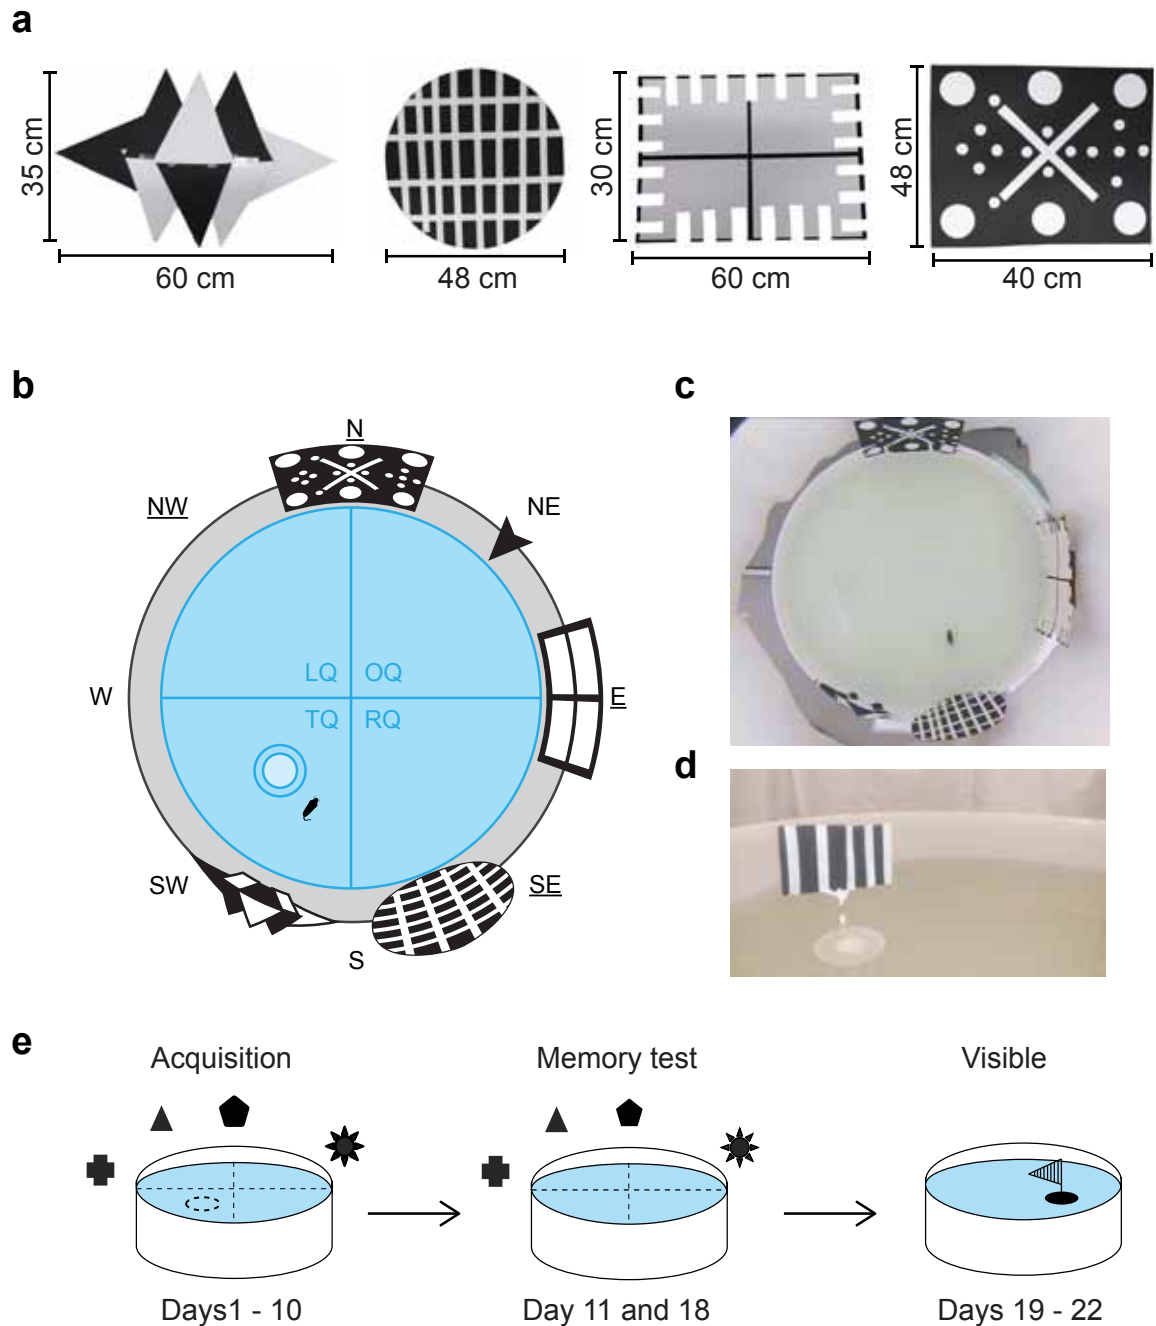 a
35 cm
60 cm
48 cm
30 cm
60 cm
48 cm
40 cm
b
N
NW
NE
W
LQ OQ
TQ RQ
E
SW
SE
S
c
d
e
Acquisition
Memory test
Visible
Days1 - 10
Day 11 and 18
Days 19 - 22